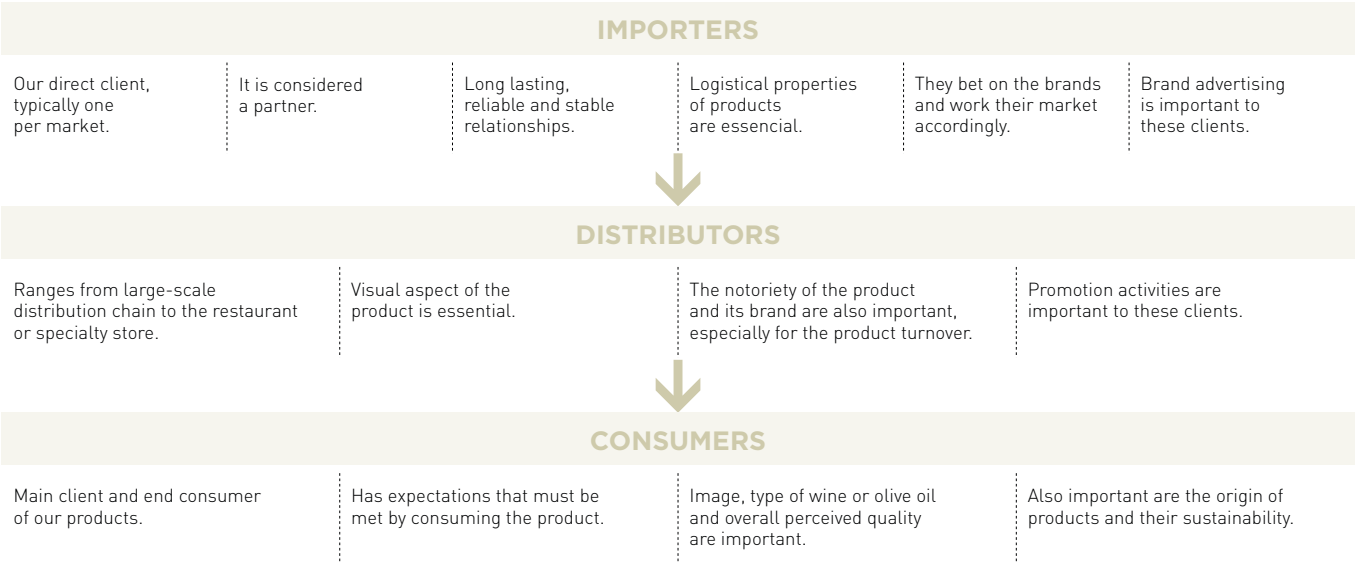 IMPORTERS
Our direct client,
typically one
per market.
It is considered
a partner.
Long lasting,
reliable and stable
relationships.
Logistical properties
of products
are essencial.
They bet on the brands
and work their market
accordingly.
Brand advertising
is important to
these clients.
DISTRIBUTORS
Ranges from large-scale
distribution chain to the restaurant
or specialty store.
Visual aspect of the
product is essential.
The notoriety of the product
and its brand are also important,
especially for the product turnover.
Promotion activities are
important to these clients.
CONSUMERS
Main client and end consumer
of our products.
Has expectations that must be
met by consuming the product.
Image, type of wine or olive oil
and overall perceived quality
are important.
Also important are the origin of
products and their sustainability.